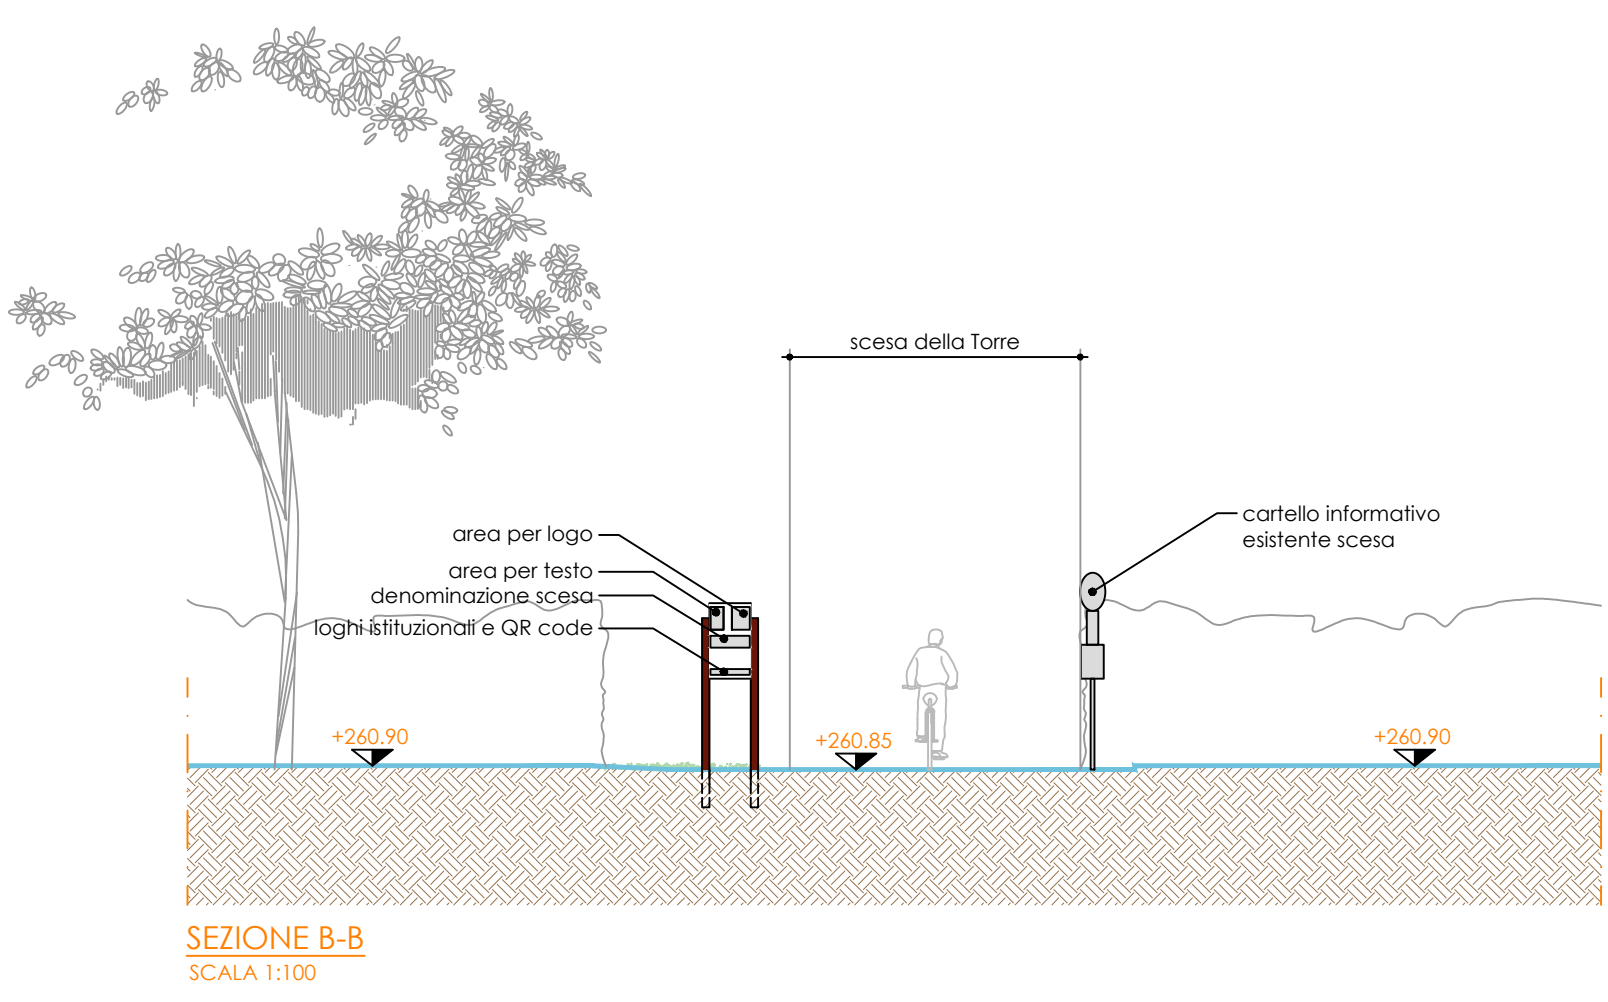 scesa della Torre
cartello informativo
esistente scesa
area per logo
area per testo
denominazione scesa
loghi istituzionali e QR code
+260.90
+260.85
+260.90
SEZIONE B-B
SCALA 1:100